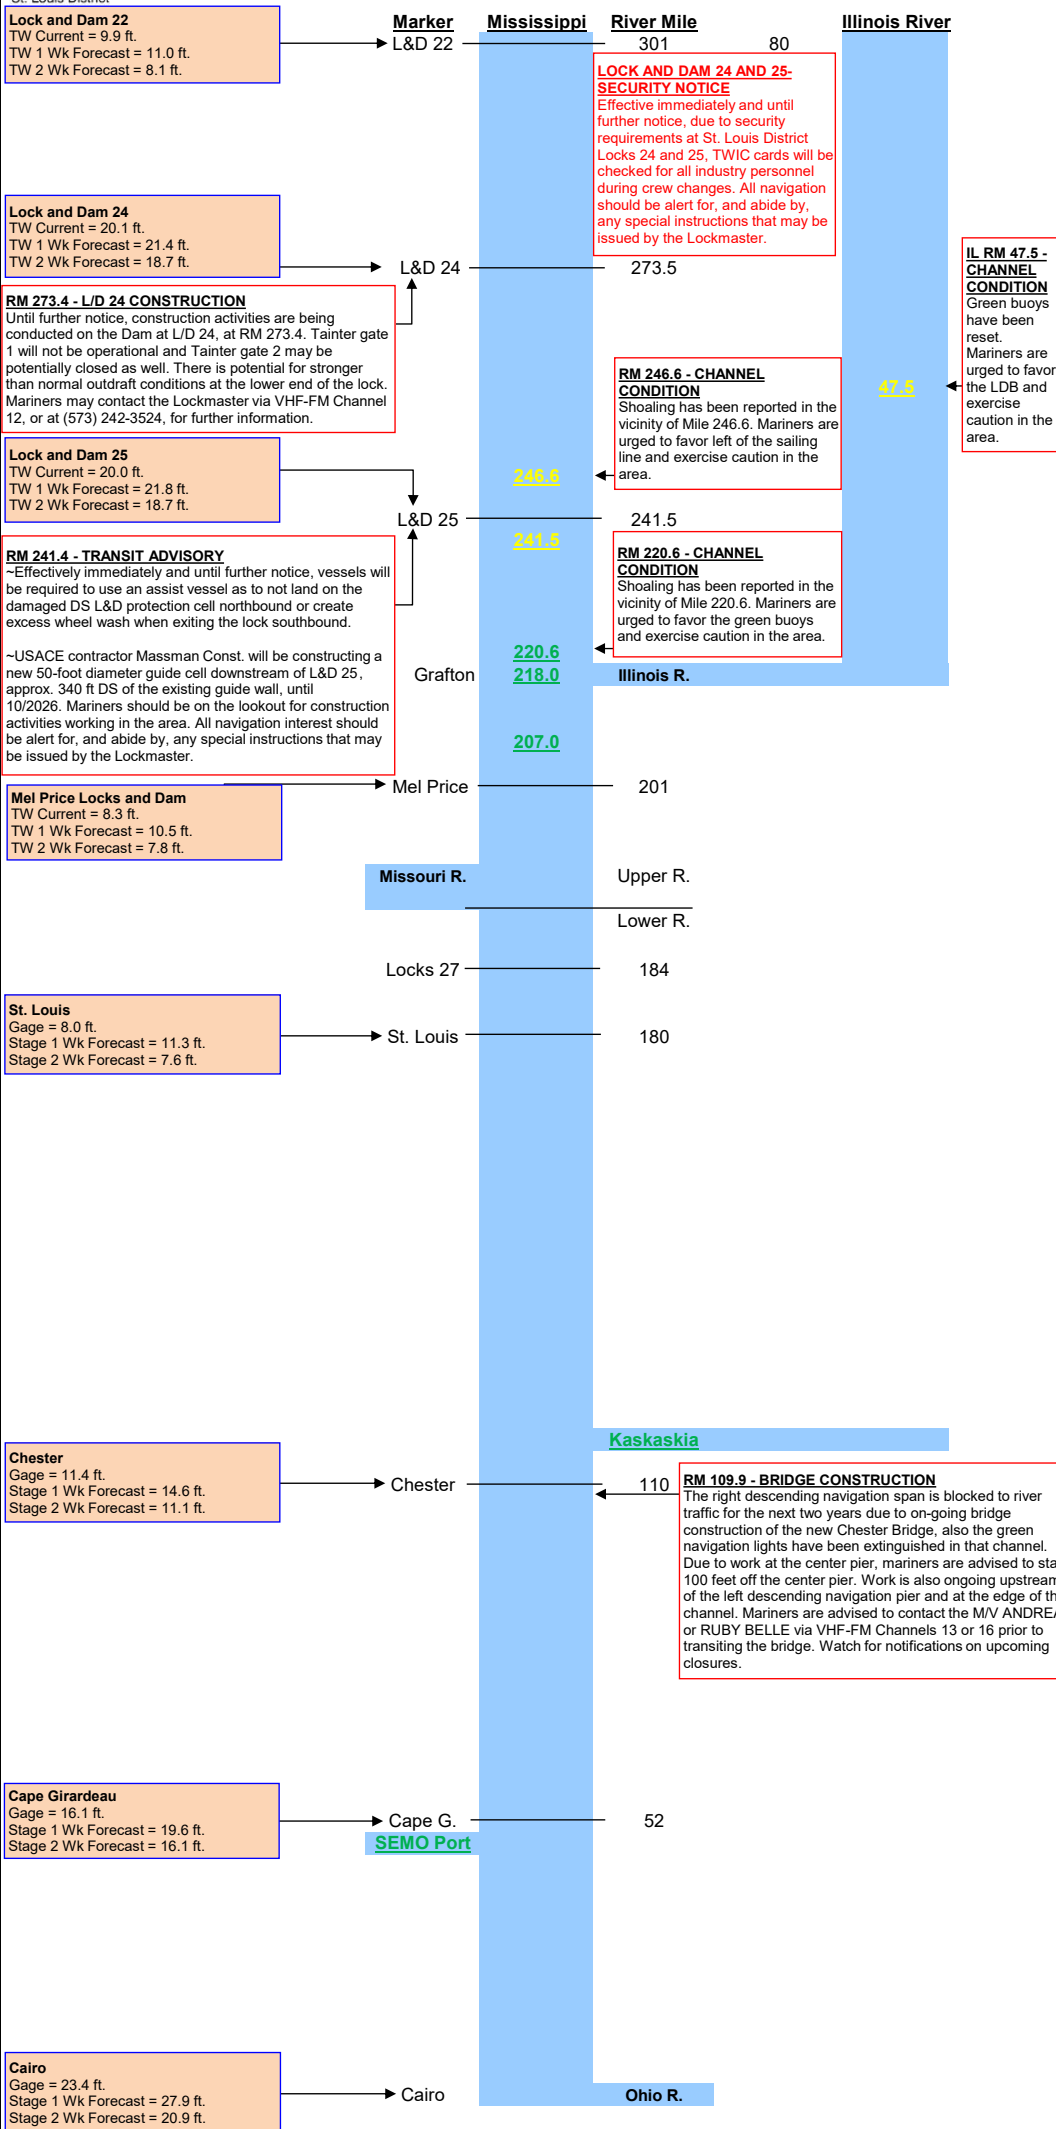 St. Louis District
Marker Mississippi River Mile Illinois River
Lock and Dam 22
TW Current = 9.9 ft.
TW 1 Wk Forecast = 11.0 ft.
TW 2 Wk Forecast = 8.1 ft.
L&D 22 301 80
LOCK AND DAM 24 AND 25-
SECURITY NOTICE
Effective immediately and until
further notice, due to security
requirements at St. Louis District
Locks 24 and 25, TWIC cards will be
checked for all industry personnel
during crew changes. All navigation
should be alert for, and abide by,
any special instructions that may be
issued by the Lockmaster.
Lock and Dam 24
TW Current = 20.1 ft.
TW 1 Wk Forecast = 21.4 ft.
TW 2 Wk Forecast = 18.7 ft.
L&D 24 273.5
IL RM 47.5 -
CHANNEL
CONDITION
Green buoys
have been
reset.
Mariners are
urged to favor
the LDB and
exercise
caution in the
area.
47.5
RM 273.4 - L/D 24 CONSTRUCTION
Until further notice, construction activities are being
conducted on the Dam at L/D 24, at RM 273.4. Tainter gate
1 will not be operational and Tainter gate 2 may be
potentially closed as well. There is potential for stronger
than normal outdraft conditions at the lower end of the lock.
Mariners may contact the Lockmaster via VHF-FM Channel
12, or at (573) 242-3524, for further information.
RM 246.6 - CHANNEL
CONDITION
Shoaling has been reported in the
vicinity of Mile 246.6. Mariners are
urged to favor left of the sailing
line and exercise caution in the
area.
246.6
Lock and Dam 25
TW Current = 20.0 ft.
TW 1 Wk Forecast = 21.8 ft.
TW 2 Wk Forecast = 18.7 ft.
L&D 25 241.5
241.5
RM 241.4 - TRANSIT ADVISORY
~Effectively immediately and until further notice, vessels will
be required to use an assist vessel as to not land on the
damaged DS L&D protection cell northbound or create
excess wheel wash when exiting the lock southbound.
~USACE contractor Massman Const. will be constructing a
new 50-foot diameter guide cell downstream of L&D 25,
approx. 340 ft DS of the existing guide wall, until
10/2026. Mariners should be on the lookout for construction
activities working in the area. All navigation interest should
be alert for, and abide by, any special instructions that may
be issued by the Lockmaster.
RM 220.6 - CHANNEL
CONDITION
Shoaling has been reported in the
vicinity of Mile 220.6. Mariners are
urged to favor the green buoys
and exercise caution in the area.
220.6
Grafton 218.0 Illinois R.
207.0
Mel Price 201
Mel Price Locks and Dam
TW Current = 8.3 ft.
TW 1 Wk Forecast = 10.5 ft.
TW 2 Wk Forecast = 7.8 ft.
Missouri R. Upper R.
Lower R.
Locks 27 184
St. Louis
Gage = 8.0 ft.
Stage 1 Wk Forecast = 11.3 ft.
Stage 2 Wk Forecast = 7.6 ft.
St. Louis 180
Kaskaskia
Chester
Gage = 11.4 ft.
Stage 1 Wk Forecast = 14.6 ft.
Stage 2 Wk Forecast = 11.1 ft.
Chester 110
RM 109.9 - BRIDGE CONSTRUCTION
The right descending navigation span is blocked to river
traffic for the next two years due to on-going bridge
construction of the new Chester Bridge, also the green
navigation lights have been extinguished in that channel.
Due to work at the center pier, mariners are advised to sta
100 feet off the center pier. Work is also ongoing upstream
of the left descending navigation pier and at the edge of th
channel. Mariners are advised to contact the M/V ANDREA
or RUBY BELLE via VHF-FM Channels 13 or 16 prior to
transiting the bridge. Watch for notifications on upcoming
closures.
Cape Girardeau
Gage = 16.1 ft.
Stage 1 Wk Forecast = 19.6 ft.
Stage 2 Wk Forecast = 16.1 ft.
Cape G. 52
SEMO Port
Cairo
Gage = 23.4 ft.
Stage 1 Wk Forecast = 27.9 ft.
Stage 2 Wk Forecast = 20.9 ft.
Cairo Ohio R.